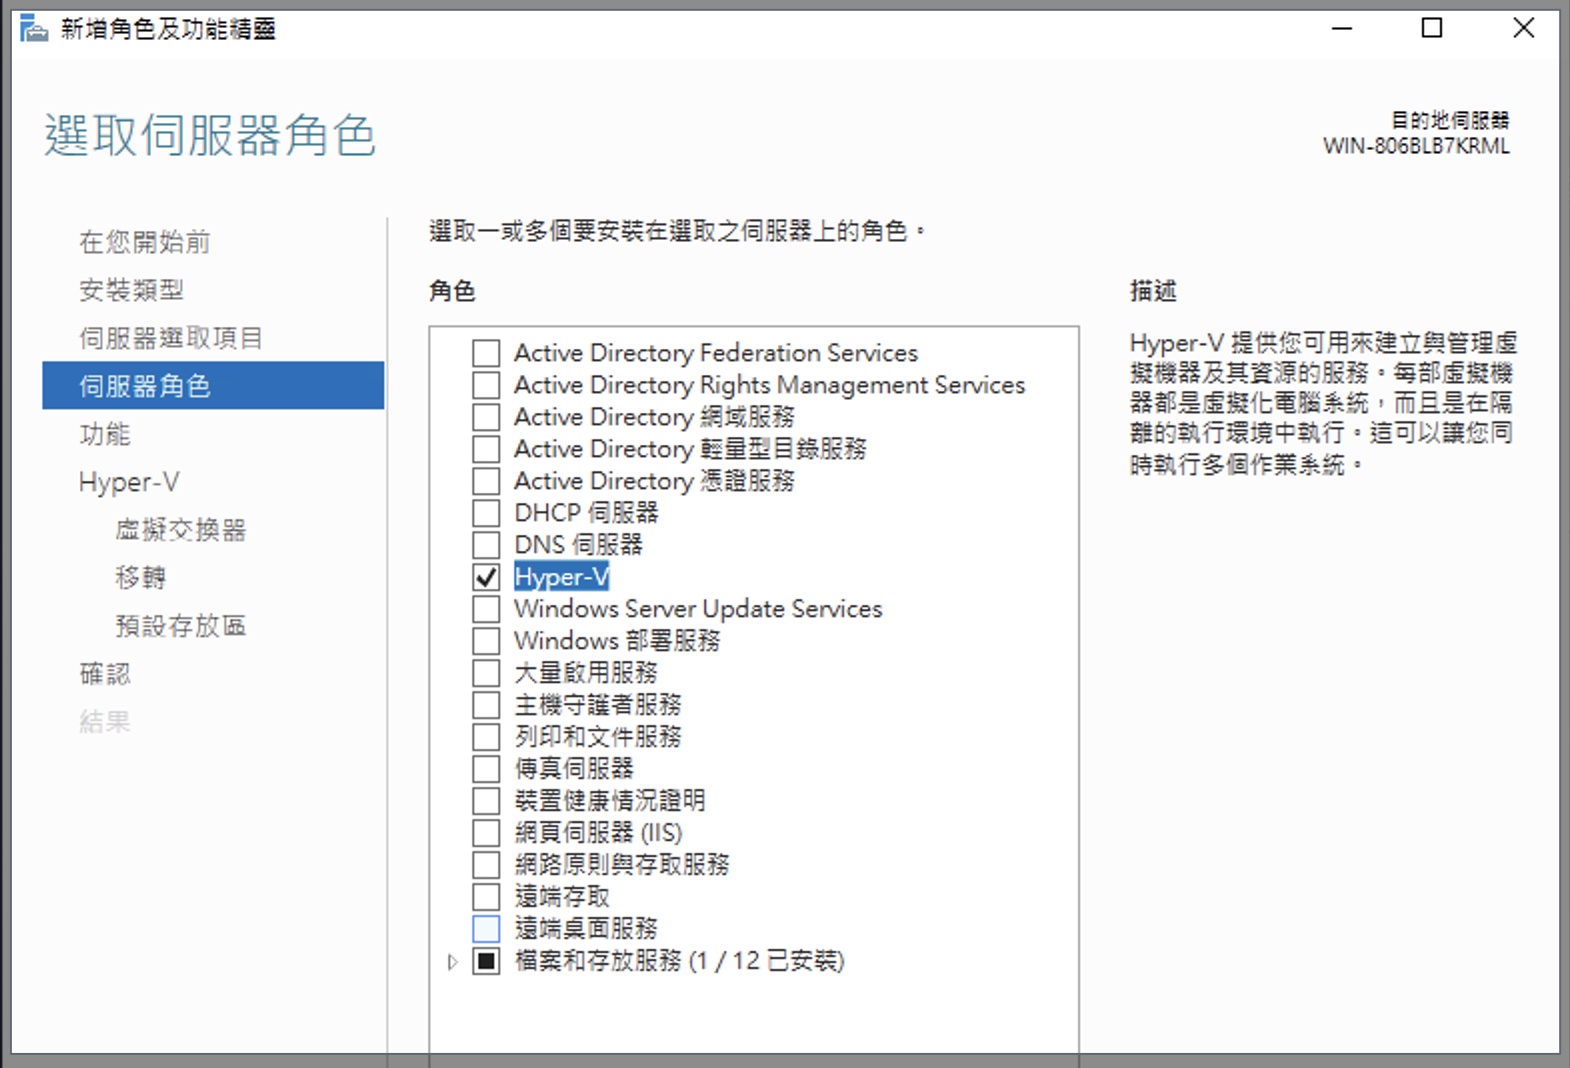 新增角色及功能精靈
選取伺服器角色
目的地伺服器
WIN-806BLB7KRML
在您開始前
安裝類型
伺服器選取項目
伺服器角色
功能
Hyper-V
虛擬交換器
移轉
預設存放區
確認
結果
選取一或多個要安裝在選取之伺服器上的角色。
角色
Active Directory Federation Services
Active Directory Rights Management Services
Active Directory 網域服務
Active Directory 輕量型目錄服務
Active Directory 憑證服務
DHCP 伺服器
DNS 伺服器
Hyper-V
Windows Server Update Services
Windows 部署服務
大量啟用服務
主機守護者服務
列印和文件服務
傳真伺服器
裝置健康情況證明
網頁伺服器 (IIS)
網路原則與存取服務
遠端存取
遠端桌面服務
檔案和存放服務 (1 / 12 已安裝)
描述
Hyper-V 提供您可用來建立與管理虛
擬機器及其資源的服務。每部虛擬機
器都是虛擬化電腦系統，而且是在隔
離的執行環境中執行。這可以讓您同
時執行多個作業系統。